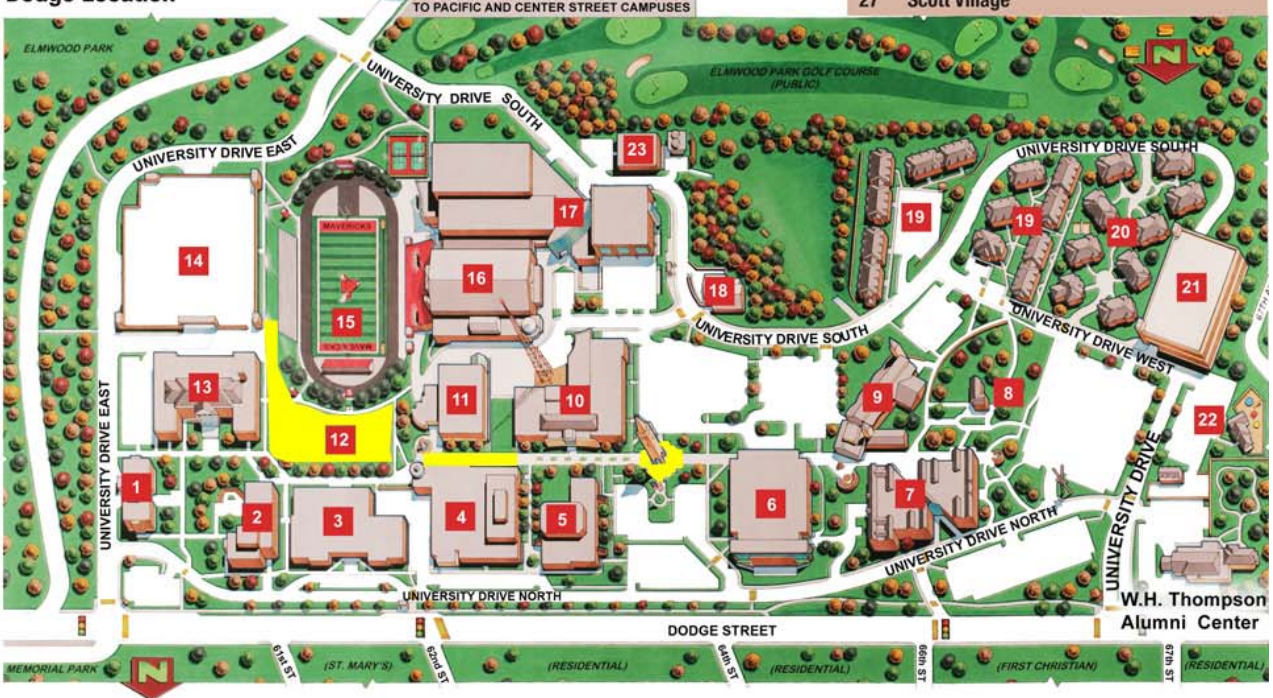 Dodge Location
TO PACIFIC AND CENTER STREET CAMPUSES
27 Scott Village
ELMWOOD PARK
UNIVERSITY DRIVE SOUTH
ELMWOOD PARK GOLF COURSE
(PUBLIC)
S
E N W
UNIVERSITY DRIVE EAST
23
UNIVERSITY DRIVE SOUTH
17
19
19
20
MAVERICKS
14
16
18
21
15
MAVERICKS
UNIVERSITY DRIVE SOUTH
UNIVERSITY DRIVE WEST
13
11
10
9
8
22
12
UNIVERSITY DRIVE EAST
1
2
3
4
5
6
7
UNIVERSITY DRIVE
UNIVERSITY DRIVE NORTH
UNIVERSITY DRIVE NORTH
W.H. Thompson
Alumni Center
DODGE STREET
MEMORIAL PARK
N
61st ST
(ST. MARY'S)
62nd ST
(RESIDENTIAL)
64th ST
(RESIDENTIAL)
66th ST
(FIRST CHRISTIAN)
67th ST
(RESIDENTIAL)